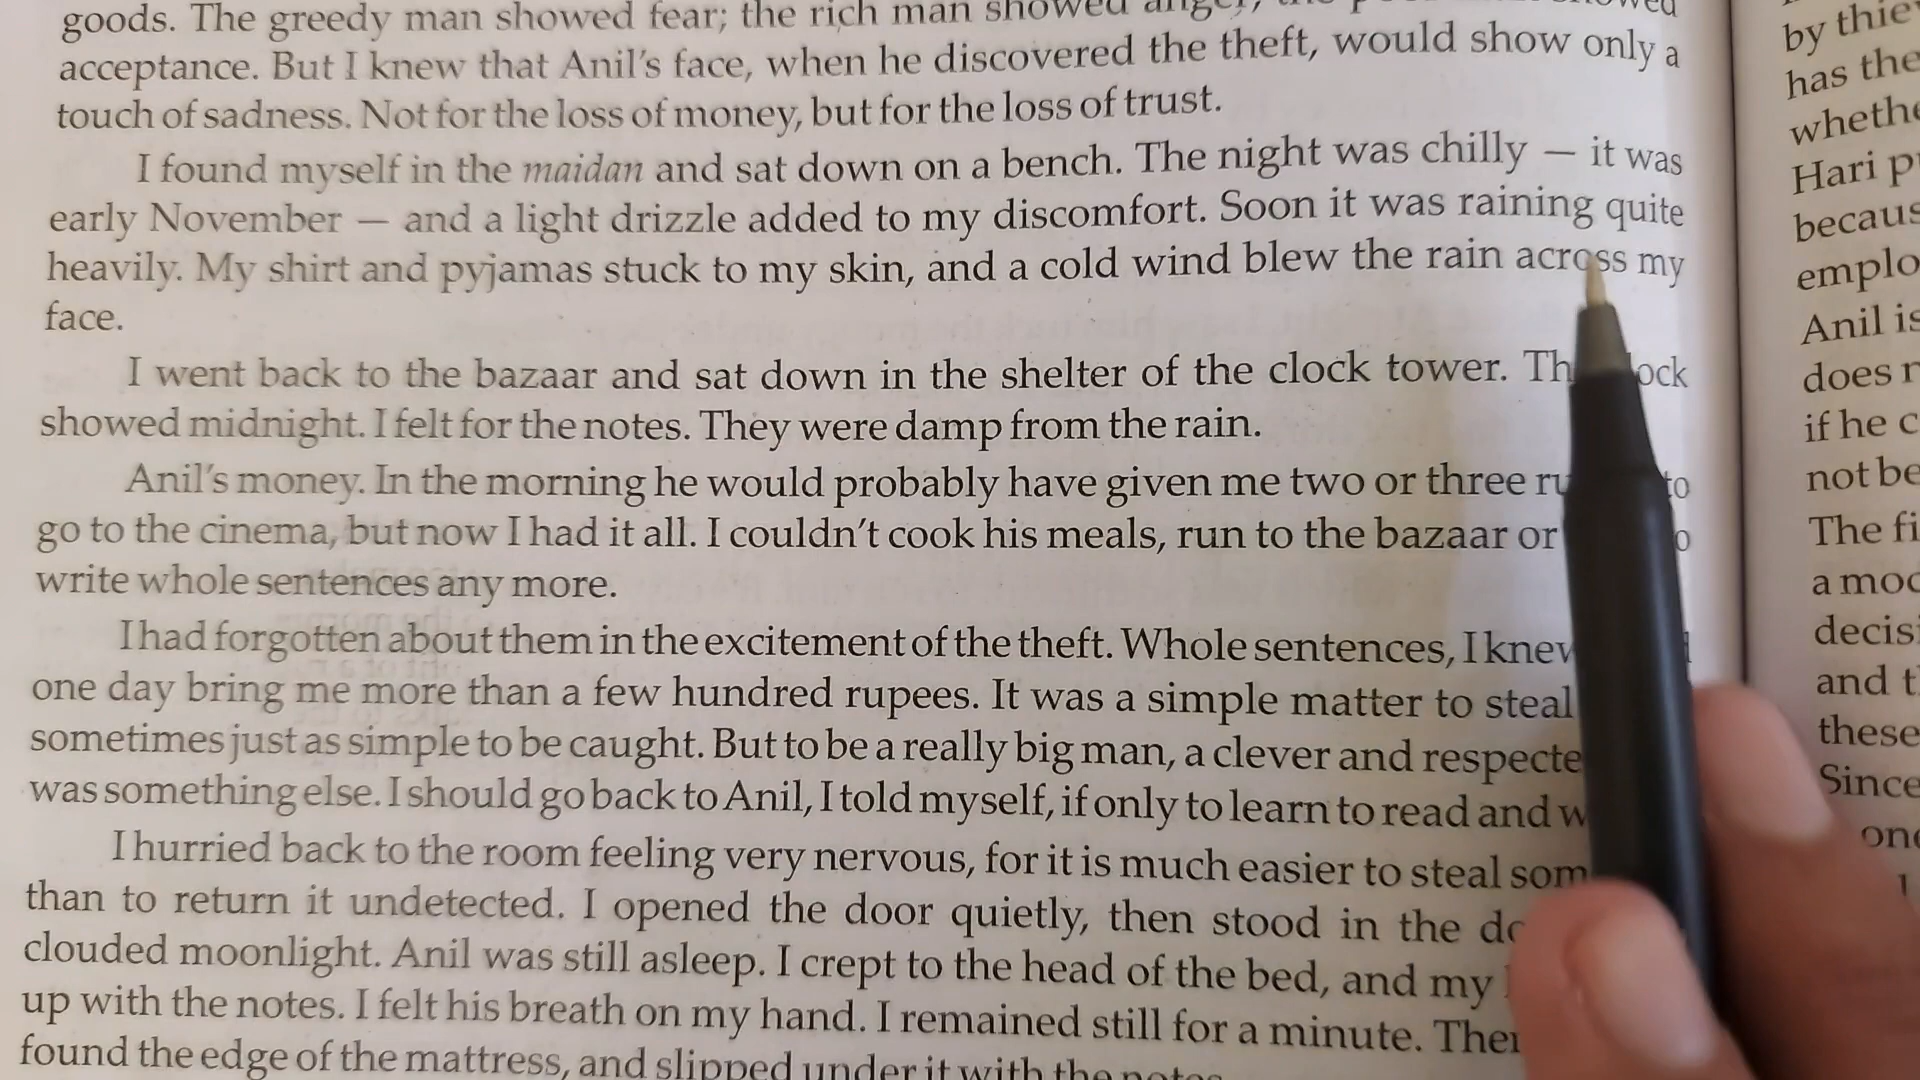 goods. The greedy man showed fear; the rich man showed anger; the
acceptance. But I knew that Anil's face, when he discovered the theft, would show only a
touch of sadness. Not for the loss of money, but for the loss of trust.
I found myself in the maidan and sat down on a bench. The night was chilly — it was
early November — and a light drizzle added to my discomfort. Soon it was raining quite
heavily. My shirt and pyjamas stuck to my skin, and a cold wind blew the rain across my
face.
I went back to the bazaar and sat down in the shelter of the clock tower.
showed midnight. I felt for the notes. They were damp from the rain.
Anil's money. In the morning he would probably have given me two or three to
go to the cinema, but now I had it all. I couldn't cook his meals, run to the bazaar or
write whole sentences any more.
I had forgotten about them in the excitement of the theft. Whole sentences, I knew
one day bring me more than a few hundred rupees. It was a simple matter to steal
sometimes just as simple to be caught. But to be a really big man, a clever and
was something else. I should go back to Anil, I told myself, if only to learn to read and
I hurried back to the room feeling very nervous, for it is much easier to steal
than to return it undetected. I opened the door quietly, then stood in the
clouded moonlight. Anil was still asleep. I crept to the head of the bed, and my
up with the notes. I felt his breath on my hand. I remained still for a minute.
found the edge of the mattress, and slipped under it with the notes.
by
has the
Hari
Anil is
does
if he
not be
The
a
and
these
Since